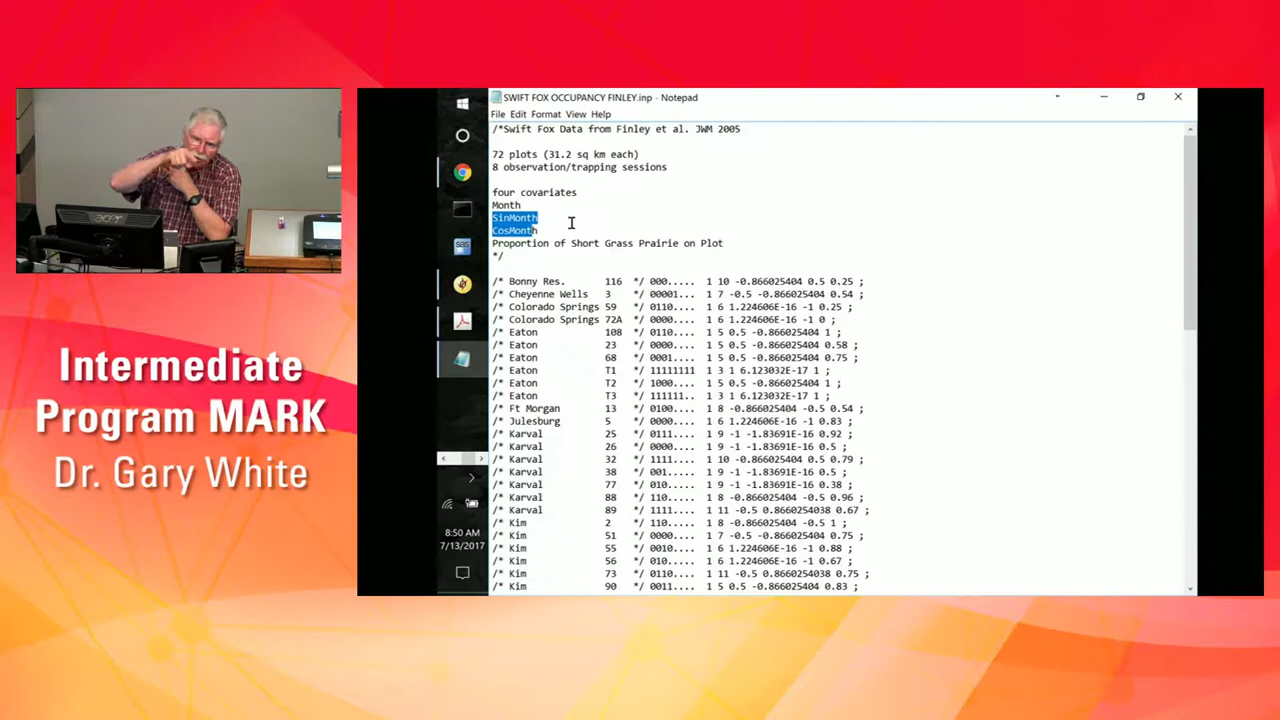 acer
Intermediate
Program MARK
Dr. Gary White
SWIFT FOX OCCUPANCY FINLEY.inp - Notepad
File Edit Format View Help
/*Swift Fox Data from Finley et al. JWM 2005
72 plots (31.2 sq km each)
8 observation/trapping sessions
four covariates
Month
SinMonth
CosMonth
Proportion of Short Grass Prairie on Plot
*/
/* Bonny Res. 116 */ 000..... 1 10 -0.866025404 0.5 0.25 ;
/* Cheyenne Wells 3 */ 00001... 1 7 -0.5 -0.866025404 0.54 ;
/* Colorado Springs 59 */ 0110.... 1 6 1.224606E-16 -1 0.25 ;
/* Colorado Springs 72A */ 0000.... 1 6 1.224606E-16 -1 0 ;
/* Eaton 108 */ 0110.... 1 5 0.5 -0.866025404 1 ;
/* Eaton 23 */ 0000.... 1 5 0.5 -0.866025404 0.58 ;
/* Eaton 68 */ 0001.... 1 5 0.5 -0.866025404 0.75 ;
/* Eaton T1 */ 11111111 1 3 1 6.123032E-17 1 ;
/* Eaton T2 */ 1000.... 1 5 0.5 -0.866025404 1 ;
/* Eaton T3 */ 111111.. 1 3 1 6.123032E-17 1 ;
/* Ft Morgan 13 */ 0100.... 1 8 -0.866025404 -0.5 0.54 ;
/* Julesburg 5 */ 0000.... 1 6 1.224606E-16 -1 0.83 ;
/* Karval 25 */ 0111.... 1 9 -1 -1.83691E-16 0.92 ;
/* Karval 26 */ 0000.... 1 9 -1 -1.83691E-16 0.5 ;
/* Karval 32 */ 1111.... 1 10 -0.866025404 0.5 0.79 ;
/* Karval 38 */ 001..... 1 9 -1 -1.83691E-16 0.5 ;
/* Karval 77 */ 010..... 1 9 -1 -1.83691E-16 0.38 ;
/* Karval 88 */ 110..... 1 8 -0.866025404 -0.5 0.96 ;
/* Karval 89 */ 1111.... 1 11 -0.5 0.8660254038 0.67 ;
/* Kim 2 */ 110..... 1 8 -0.866025404 -0.5 1 ;
/* Kim 51 */ 0000.... 1 7 -0.5 -0.866025404 0.75 ;
/* Kim 55 */ 0010.... 1 6 1.224606E-16 -1 0.88 ;
/* Kim 56 */ 010..... 1 6 1.224606E-16 -1 0.67 ;
/* Kim 73 */ 0110.... 1 11 -0.5 0.8660254038 0.75 ;
/* Kim 90 */ 0011.... 1 5 0.5 -0.866025404 0.83 ;
sas
8:50 AM
7/13/2017